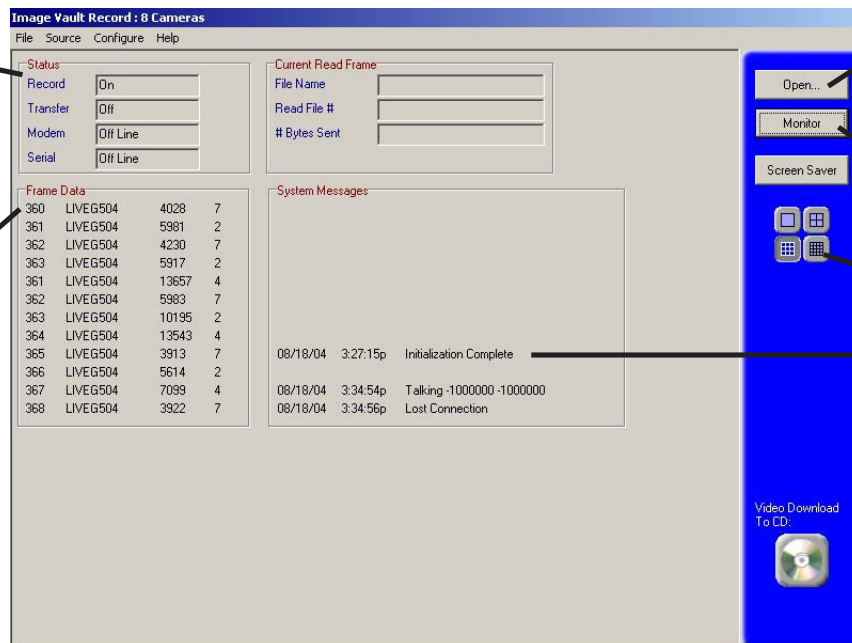 Image Vault Record : 8 Cameras
File Source Configure Help
Status
Record On
Transfer Off
Modem Off Line
Serial Off Line
Current Read Frame
File Name
Read File #
# Bytes Sent
Open...
Monitor
Screen Saver
Frame Data
360 LIVEG504 4028 7
361 LIVEG504 5981 2
362 LIVEG504 4230 7
363 LIVEG504 5917 2
361 LIVEG504 13657 4
362 LIVEG504 5983 7
363 LIVEG504 10195 2
364 LIVEG504 13543 4
365 LIVEG504 3913 7
366 LIVEG504 5614 2
367 LIVEG504 7099 4
368 LIVEG504 3922 7
System Messages
08/18/04 3:27:15p Initialization Complete
08/18/04 3:34:54p Talking -1000000 -1000000
08/18/04 3:34:56p Lost Connection
Video Download
To CD: